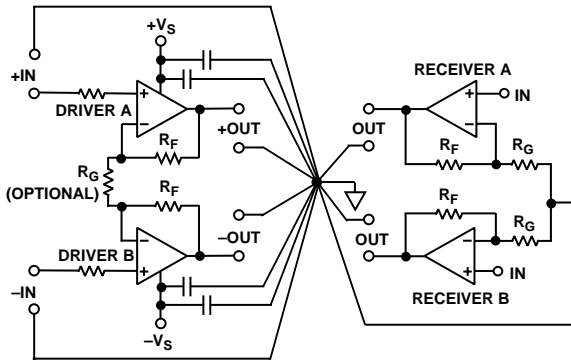 +V_S
RECEIVER A
+IN
DRIVER A
IN
+OUT
OUT
R_F
R_F
R_G
R_G
(OPTIONAL)
R_F
R_F
R_G
–OUT
OUT
DRIVER B
IN
–IN
RECEIVER B
–V_S
+
–
+
–
–
+
–
+